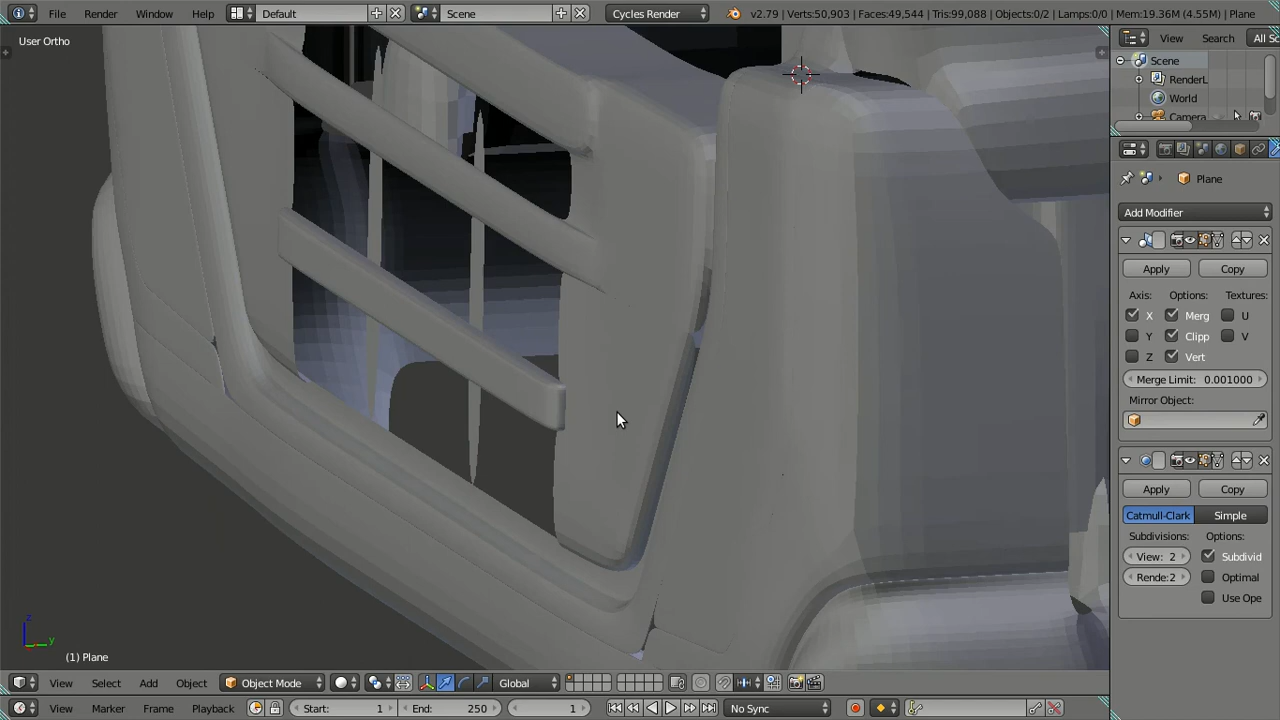 File Render Window Help Default Scene Cycles Render v2.79 | Verts:50,903 | Faces:49,544 | Tris:99,088 | Objects:0/2 | Lamps:0/0 | Mem:19.36M (4.55M) | Plane
User Ortho
View Search All Sc
Scene
RenderL
World
Camera
Plane
Add Modifier
Apply Copy
Axis: Options: Textures:
X Merg U
Y Clipp V
Z Vert
Merge Limit: 0.001000
Mirror Object:
Apply Copy
Catmull-Clark Simple
Subdivisions: Options:
View: 2 Subdivid
Rende:2 Optimal
Use Ope
z
y
(1) Plane
View Select Add Object Object Mode Global
View Marker Frame Playback Start: 1 End: 250 1 No Sync